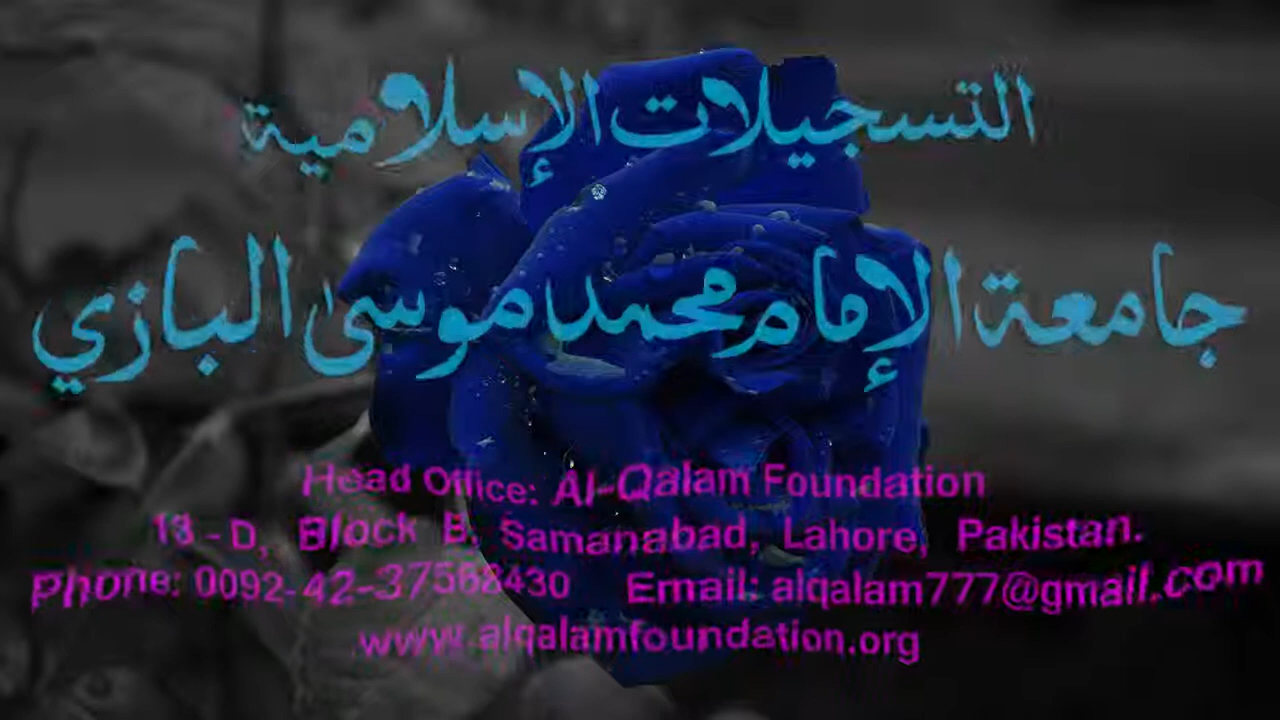 التسجيلات الإسلامية
جامعة الإمام محمد موسى البازي
Head Office: Al-Qalam Foundation
13 - D, Block B, Samanabad, Lahore, Pakistan.
Phone: 0092-42-37568430 Email: alqalam777@gmail.com
www.alqalamfoundation.org